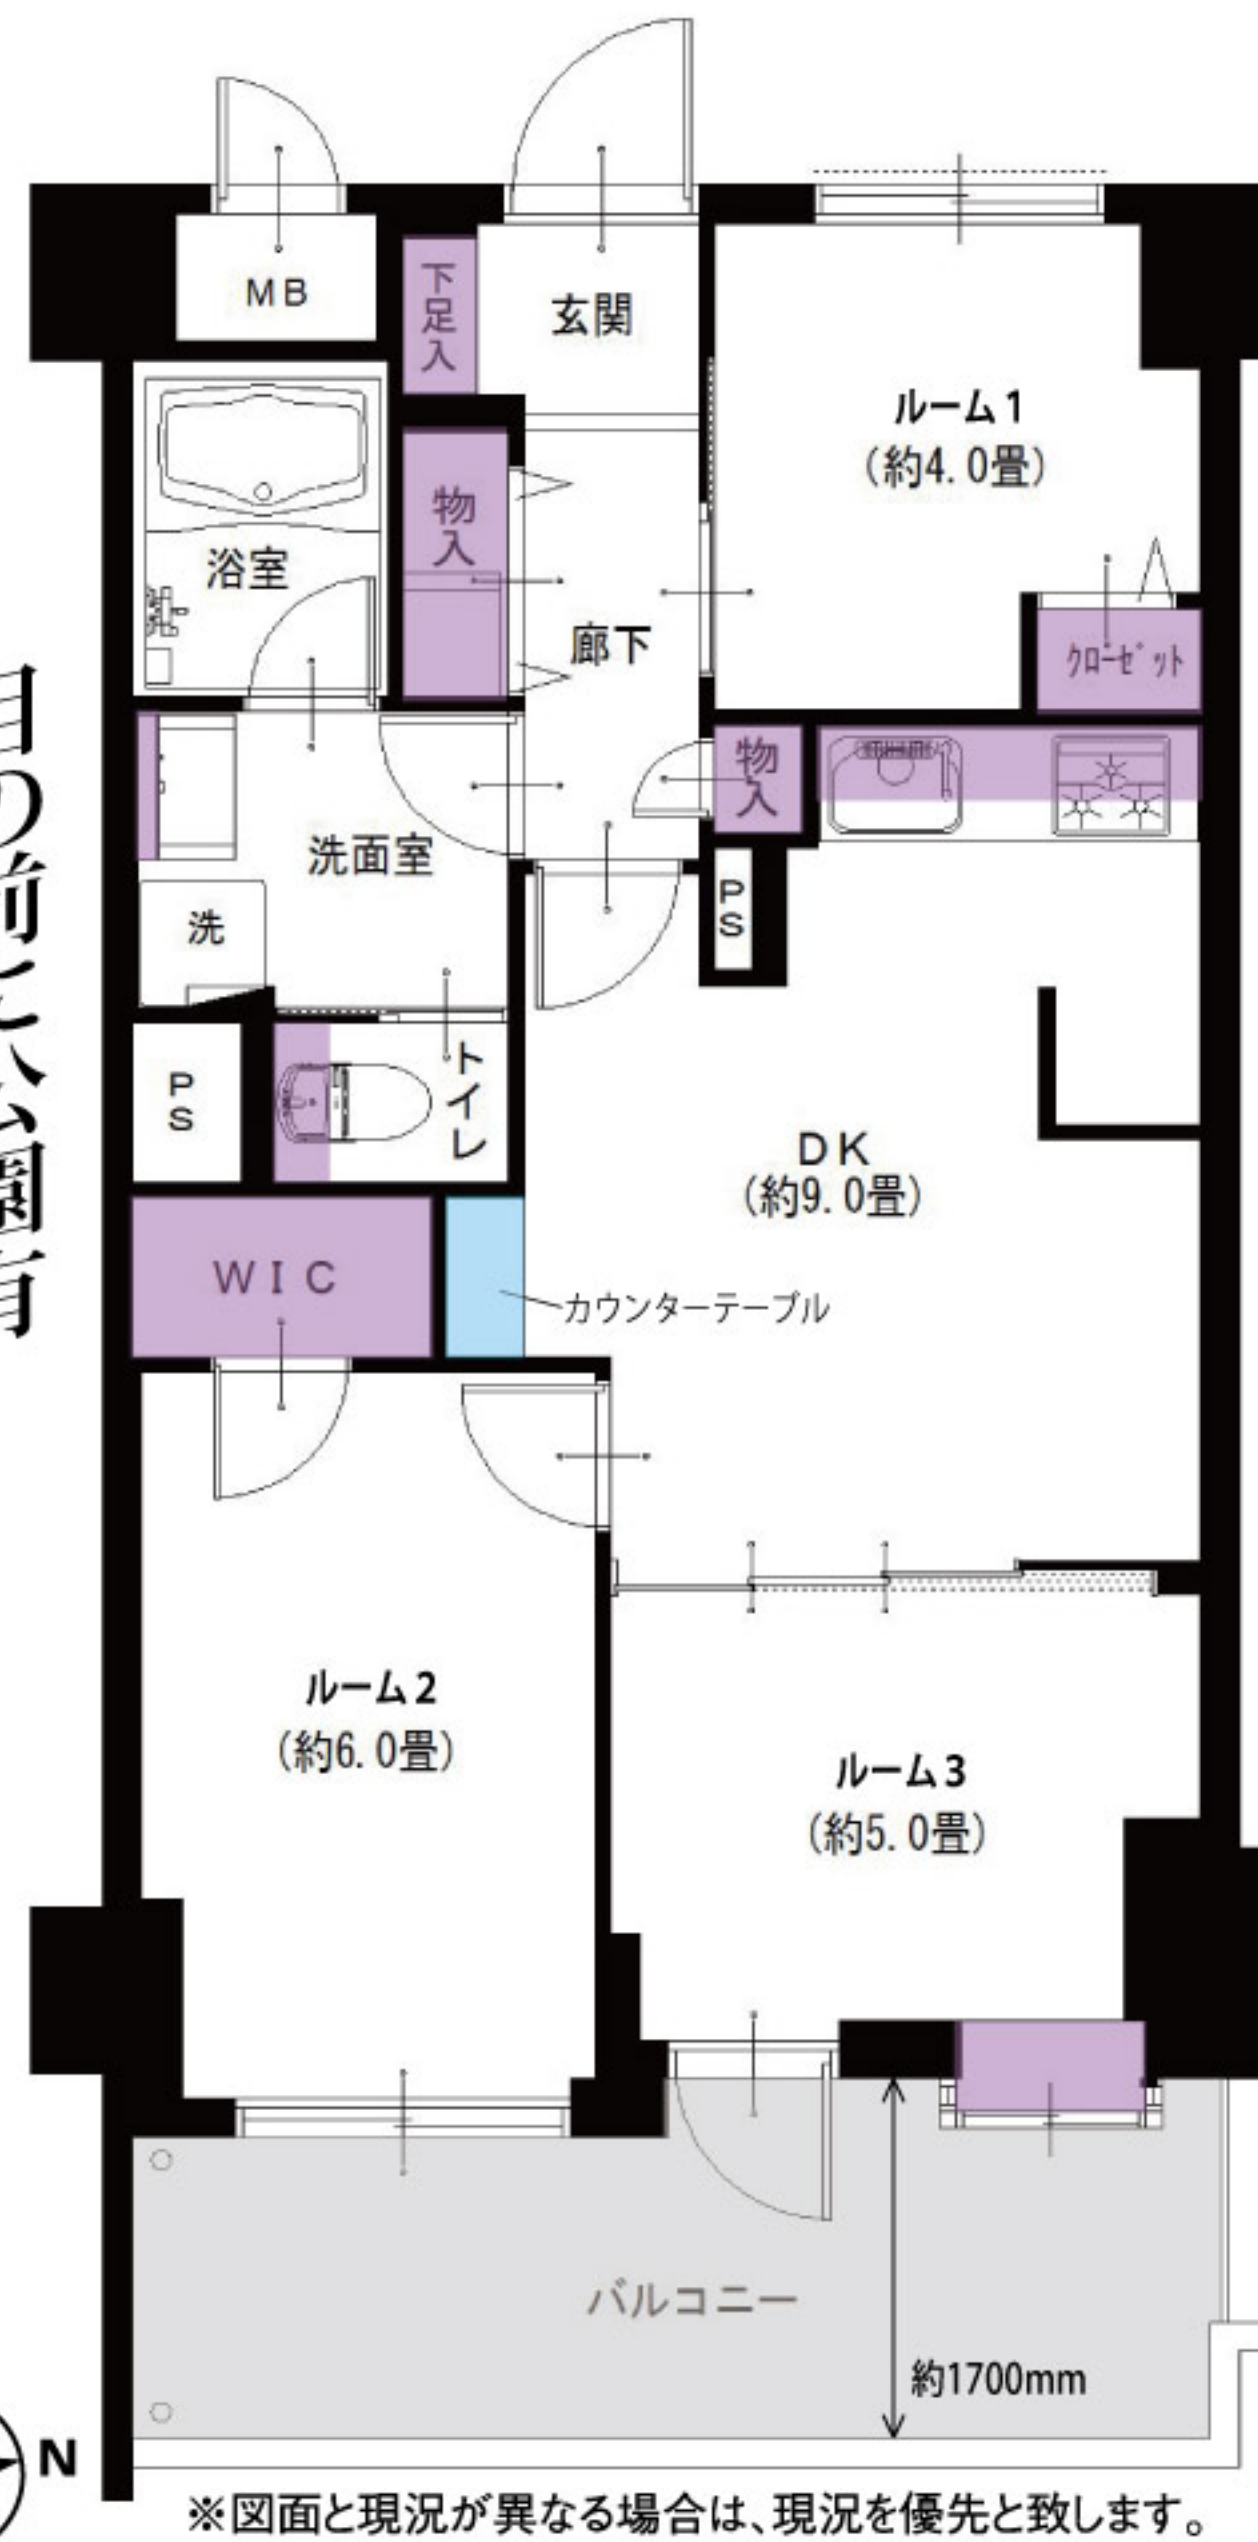 MB
下足入
玄関
ルーム1
(約4.0畳)
物入
浴室
廊下
ｸﾛｰｾﾞｯﾄ
物入
洗面室
洗
PS
PS
トイレ
DK
(約9.0畳)
WIC
カウンターテーブル
ルーム2
(約6.0畳)
ルーム3
(約5.0畳)
バルコニー
約1700mm
N
※図面と現況が異なる場合は、現況を優先と致します。